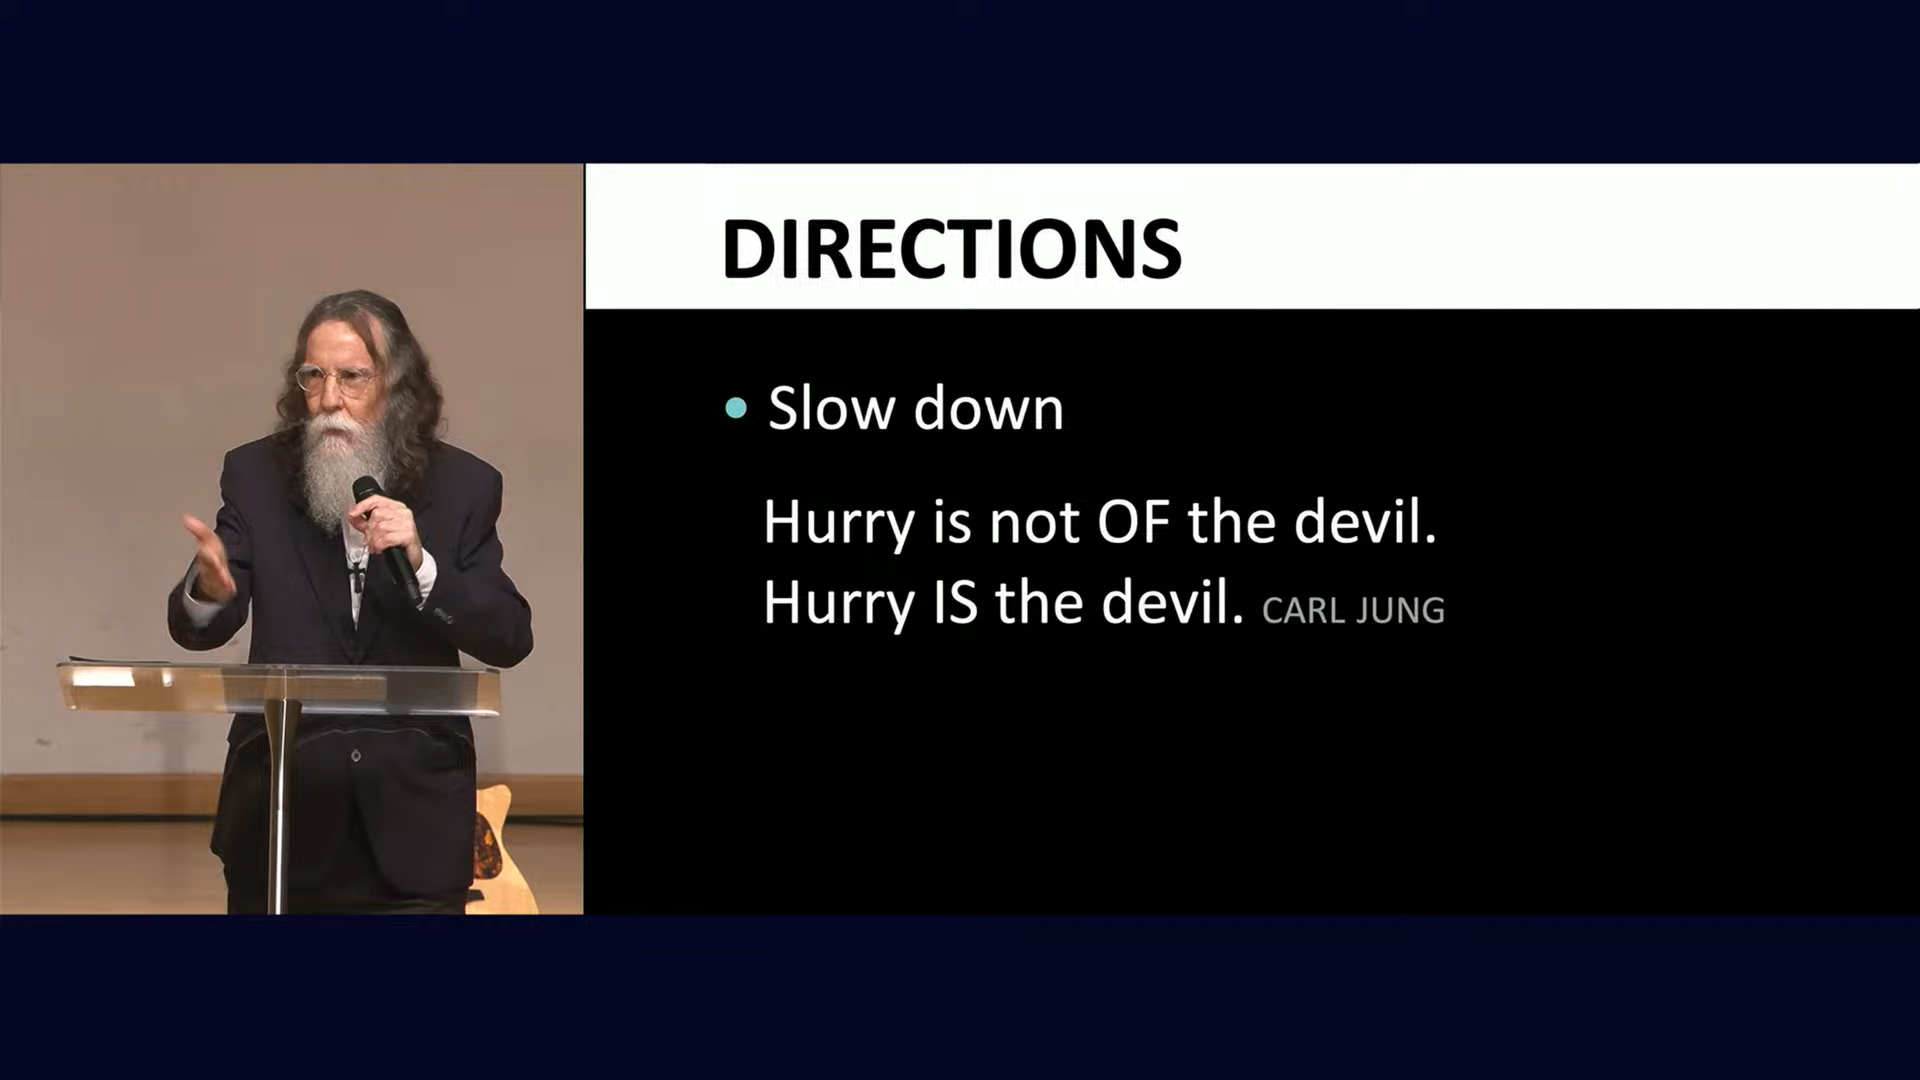 DIRECTIONS
• Slow down
Hurry is not OF the devil.
Hurry IS the devil. CARL JUNG